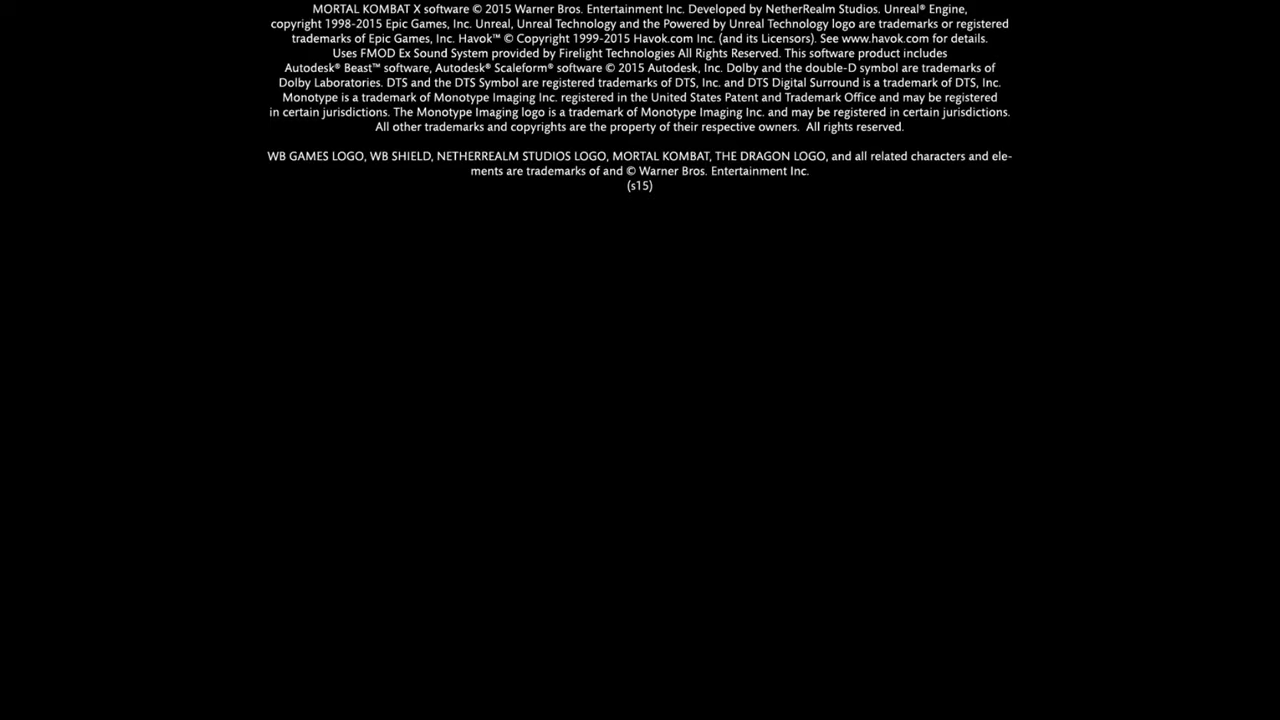 MORTAL KOMBAT X software © 2015 Warner Bros. Entertainment Inc. Developed by NetherRealm Studios. Unreal® Engine,
copyright 1998-2015 Epic Games, Inc. Unreal, Unreal Technology and the Powered by Unreal Technology logo are trademarks or registered
trademarks of Epic Games, Inc. Havok™ © Copyright 1999-2015 Havok.com Inc. (and its Licensors). See www.havok.com for details.
Uses FMOD Ex Sound System provided by Firelight Technologies All Rights Reserved. This software product includes
Autodesk® Beast™ software, Autodesk® Scaleform® software © 2015 Autodesk, Inc. Dolby and the double-D symbol are trademarks of
Dolby Laboratories. DTS and the DTS Symbol are registered trademarks of DTS, Inc. and DTS Digital Surround is a trademark of DTS, Inc.
Monotype is a trademark of Monotype Imaging Inc. registered in the United States Patent and Trademark Office and may be registered
in certain jurisdictions. The Monotype Imaging logo is a trademark of Monotype Imaging Inc. and may be registered in certain jurisdictions.
All other trademarks and copyrights are the property of their respective owners.  All rights reserved.
WB GAMES LOGO, WB SHIELD, NETHERREALM STUDIOS LOGO, MORTAL KOMBAT, THE DRAGON LOGO, and all related characters and ele-
ments are trademarks of and © Warner Bros. Entertainment Inc.
(s15)